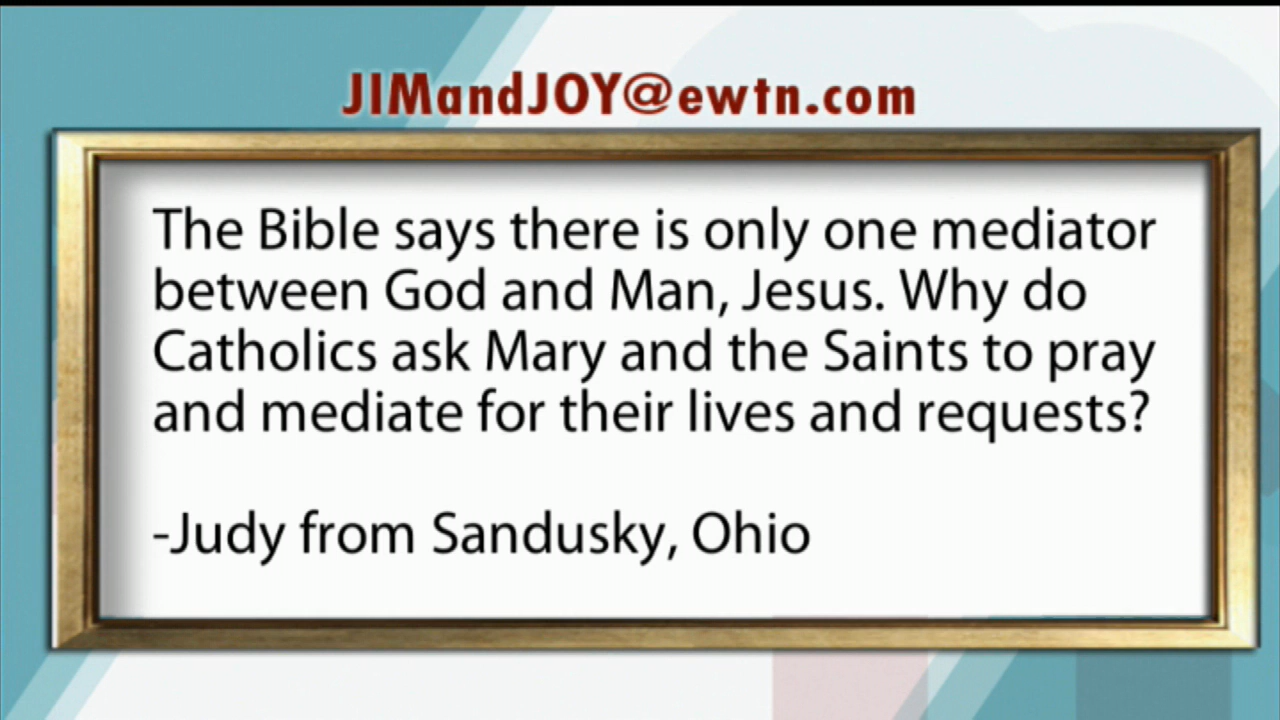 JIMandJOY@ewtn.com
The Bible says there is only one mediator
between God and Man, Jesus. Why do
Catholics ask Mary and the Saints to pray
and mediate for their lives and requests?
-Judy from Sandusky, Ohio